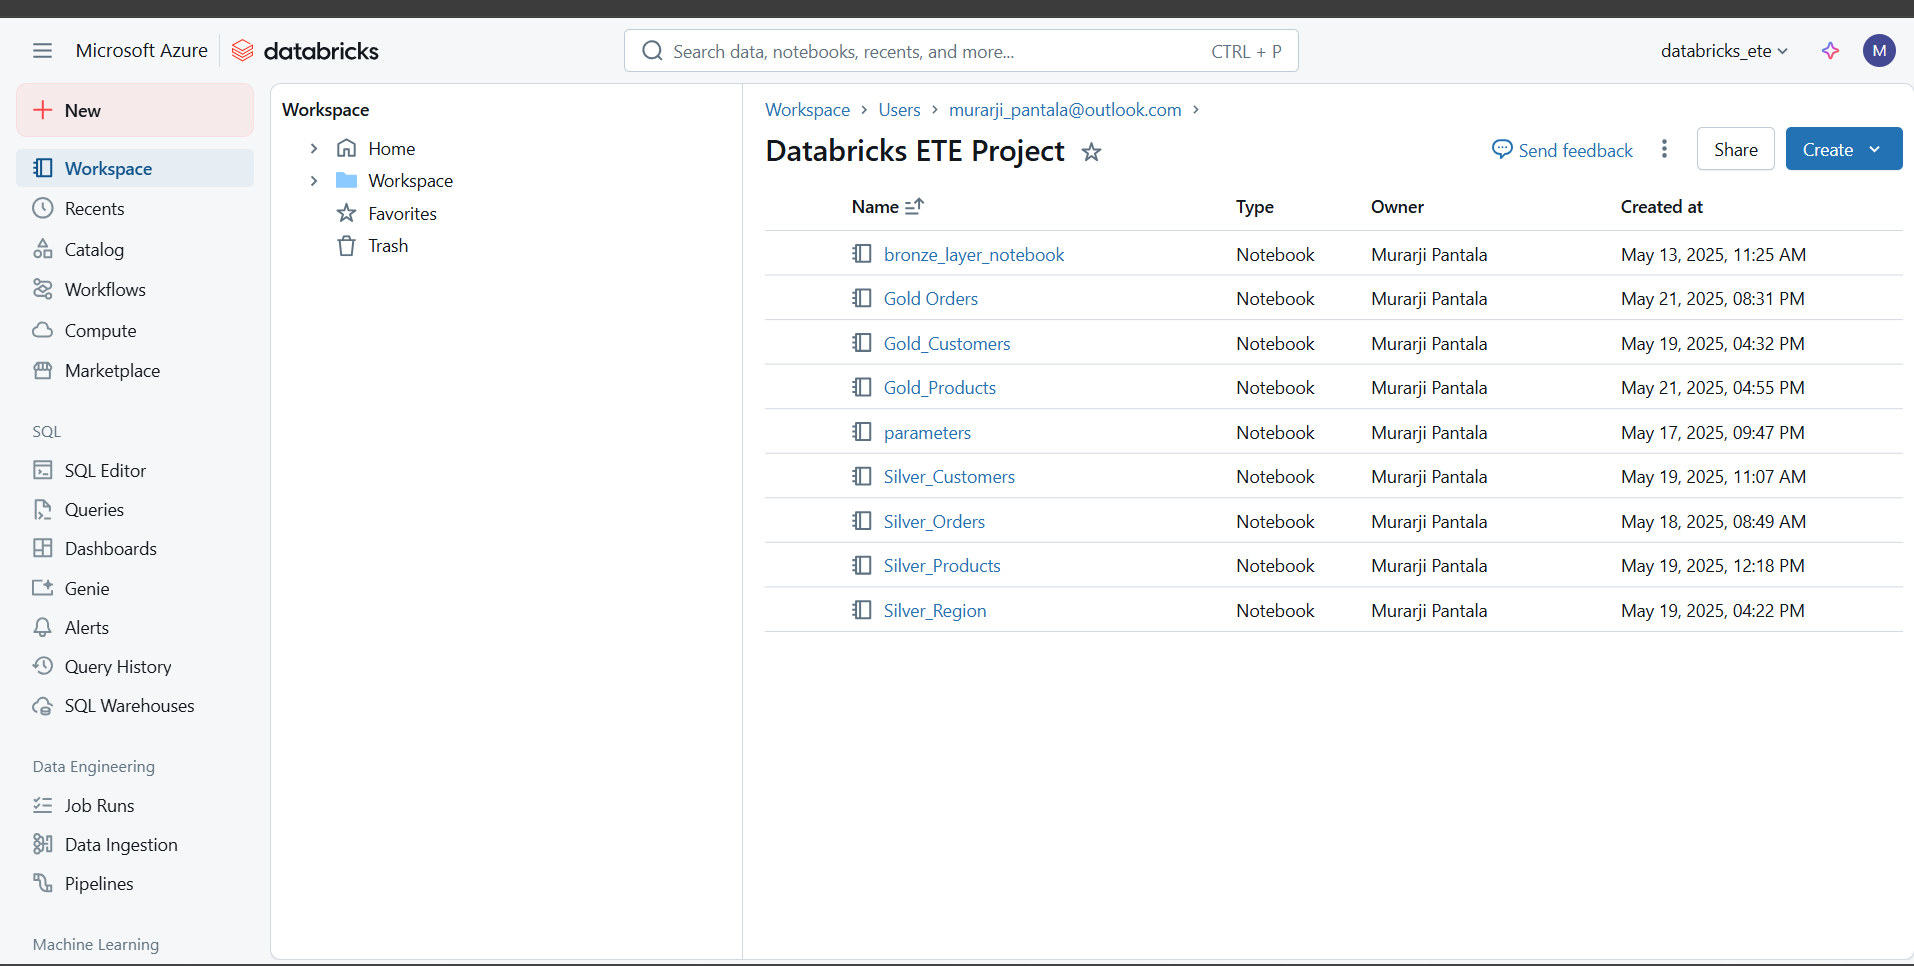 Microsoft Azure databricks
Search data, notebooks, recents, and more... CTRL + P
databricks_ete M
New
Workspace
Recents
Catalog
Workflows
Compute
Marketplace
SQL
SQL Editor
Queries
Dashboards
Genie
Alerts
Query History
SQL Warehouses
Data Engineering
Job Runs
Data Ingestion
Pipelines
Machine Learning
Workspace
Home
Workspace
Favorites
Trash
Workspace > Users > murarji_pantala@outlook.com >
Databricks ETE Project
Send feedback Share Create
Name Type Owner Created at
bronze_layer_notebook Notebook Murarji Pantala May 13, 2025, 11:25 AM
Gold Orders Notebook Murarji Pantala May 21, 2025, 08:31 PM
Gold_Customers Notebook Murarji Pantala May 19, 2025, 04:32 PM
Gold_Products Notebook Murarji Pantala May 21, 2025, 04:55 PM
parameters Notebook Murarji Pantala May 17, 2025, 09:47 PM
Silver_Customers Notebook Murarji Pantala May 19, 2025, 11:07 AM
Silver_Orders Notebook Murarji Pantala May 18, 2025, 08:49 AM
Silver_Products Notebook Murarji Pantala May 19, 2025, 12:18 PM
Silver_Region Notebook Murarji Pantala May 19, 2025, 04:22 PM